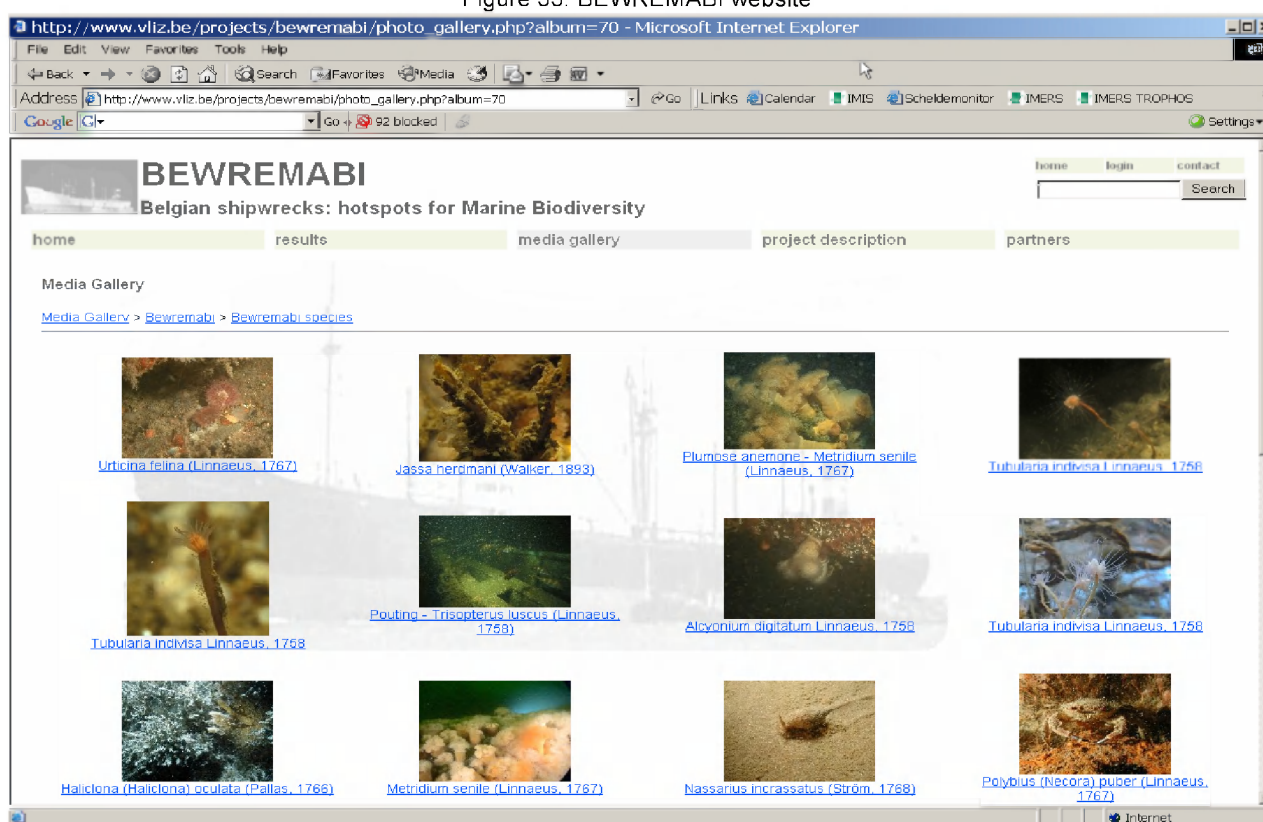 Figure 33: BEWREMABI website
http://www.vliz.be/projects/bewremabi/photo_gallery.php?album=70 - Microsoft Internet Explorer
File Edit View Favorites Tools Help
Back Search Favorites Media
Address http://www.vliz.be/projects/bewremabi/photo_gallery.php?album=70 Go Links Calendar IMIS Scheldemonitor IMERS IMERS TROPHOS
Google G Go 92 blocked Settings
BEWREMABI
home login contact
Search
Belgian shipwrecks: hotspots for Marine Biodiversity
home results media gallery project description partners
Media Gallery
Media Gallery > Bewremabi > Bewremabi species
Urticina felina (Linnaeus, 1767)
Jassa herdmani (Walker, 1893)
Plumose anemone - Metridium senile
(Linnaeus, 1767)
Tubularia indivisa Linnaeus, 1758
Tubularia indivisa Linnaeus, 1758
Pouting - Trisopterus luscus (Linnaeus,
1758)
Alcyonium digitatum Linnaeus, 1758
Tubularia indivisa Linnaeus, 1758
Haliclona (Haliclona) oculata (Pallas, 1766)
Metridium senile (Linnaeus, 1767)
Nassarius incrassatus (Ström, 1768)
Polybius (Necora) puber (Linnaeus,
1767)
Internet